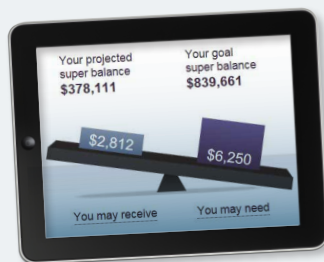 Your projected
super balance
$378,111
Your goal
super balance
$839,661
$2,812
$6,250
You may receive
You may need